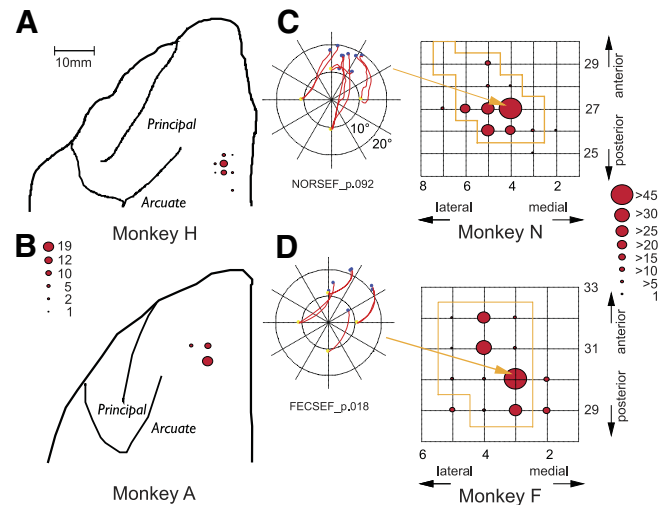 A
10mm
Principal
Arcuate
Monkey H
B
19
12
10
5
2
1
Principal
Arcuate
Monkey A
C
10°
20°
NORSEF_p.092
29
27
25
8 6 4 2
anterior
posterior
lateral medial
Monkey N
>45
>30
>25
>20
>15
>10
>5
1
D
FECSEF_p.018
33
31
29
6 4 2
anterior
posterior
lateral medial
Monkey F